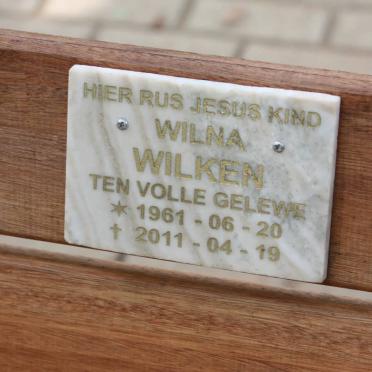 HIER RUS JESUS KIND
WILNA
WILKEN
TEN VOLLE GELEWE
* 1961 - 06 - 20
† 2011 - 04 - 19